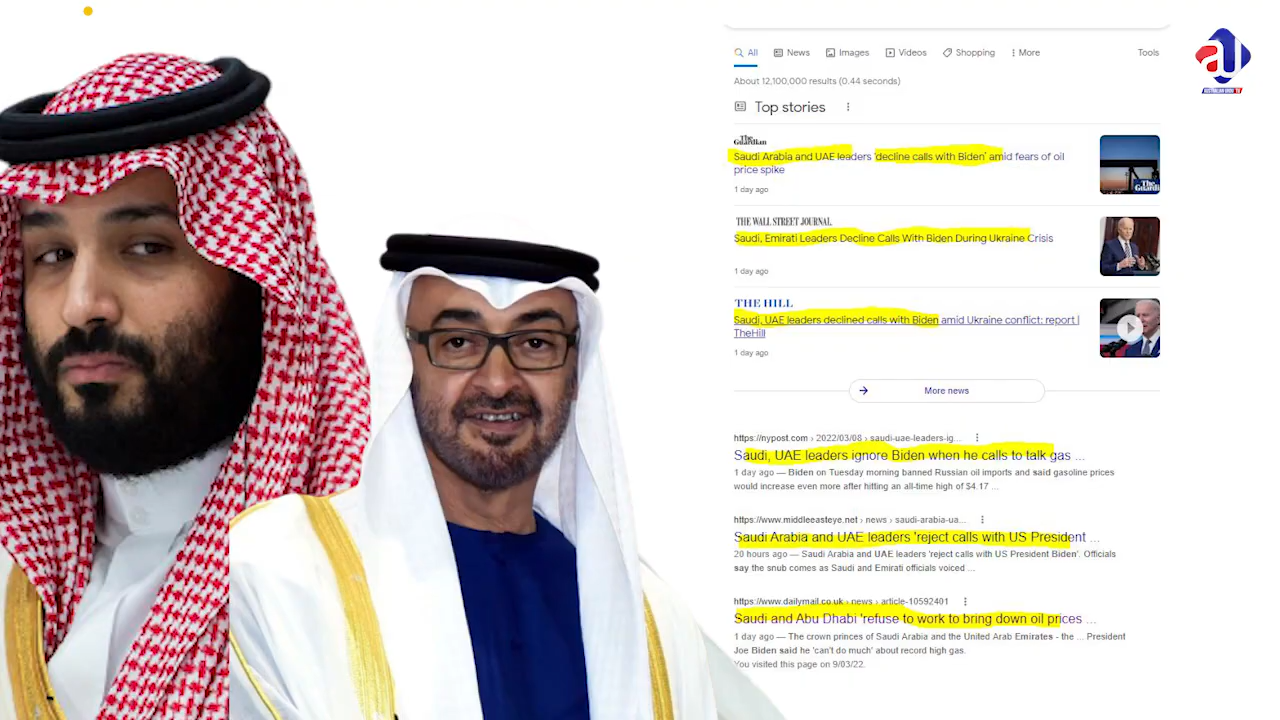 All News Images Videos Shopping More Tools
About 12,100,000 results (0.44 seconds)
Top stories
The Guardian
Saudi Arabia and UAE leaders 'decline calls with Biden' amid fears of oil
price spike
1 day ago
The Guardi
THE WALL STREET JOURNAL.
Saudi, Emirati Leaders Decline Calls With Biden During Ukraine Crisis
1 day ago
THE HILL
Saudi, UAE leaders declined calls with Biden amid Ukraine conflict: report |
TheHill
1 day ago
More news
https://nypost.com › 2022/03/08 › saudi-uae-leaders-ig...
Saudi, UAE leaders ignore Biden when he calls to talk gas ...
1 day ago — Biden on Tuesday morning banned Russian oil imports and said gasoline prices
would increase even more after hitting an all-time high of $4.17 ...
https://www.middleeasteye.net › news › saudi-arabia-ua...
Saudi Arabia and UAE leaders 'reject calls with US President ...
20 hours ago — Saudi Arabia and UAE leaders 'reject calls with US President Biden'. Officials
say the snub comes as Saudi and Emirati officials voiced ...
https://www.dailymail.co.uk › news › article-10592401
Saudi and Abu Dhabi 'refuse to work to bring down oil prices ...
1 day ago — The crown princes of Saudi Arabia and the United Arab Emirates - the ... President
Joe Biden said he 'can't do much' about record high gas.
You visited this page on 9/03/22.